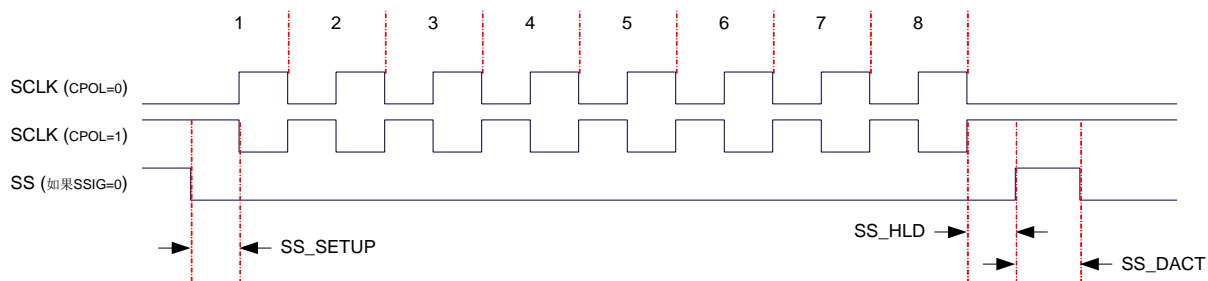 1 2 3 4 5 6 7 8
SCLK (CPOL=0)
SCLK (CPOL=1)
SS (如果SSIG=0)
SS_HLD
SS_SETUP
SS_DACT